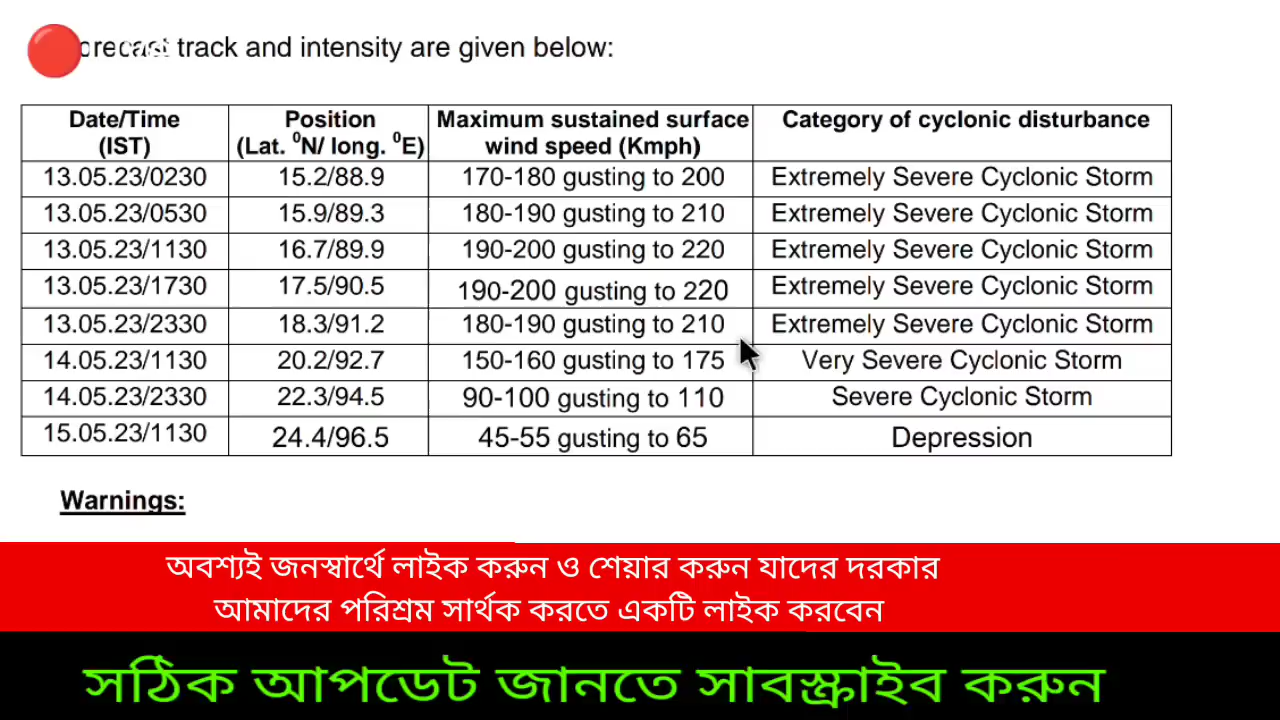 track and intensity are given below:
Date/Time (IST) | Position (Lat. ⁰N/ long. ⁰E) | Maximum sustained surface wind speed (Kmph) | Category of cyclonic disturbance
13.05.23/0230 | 15.2/88.9 | 170-180 gusting to 200 | Extremely Severe Cyclonic Storm
13.05.23/0530 | 15.9/89.3 | 180-190 gusting to 210 | Extremely Severe Cyclonic Storm
13.05.23/1130 | 16.7/89.9 | 190-200 gusting to 220 | Extremely Severe Cyclonic Storm
13.05.23/1730 | 17.5/90.5 | 190-200 gusting to 220 | Extremely Severe Cyclonic Storm
13.05.23/2330 | 18.3/91.2 | 180-190 gusting to 210 | Extremely Severe Cyclonic Storm
14.05.23/1130 | 20.2/92.7 | 150-160 gusting to 175 | Very Severe Cyclonic Storm
14.05.23/2330 | 22.3/94.5 | 90-100 gusting to 110 | Severe Cyclonic Storm
15.05.23/1130 | 24.4/96.5 | 45-55 gusting to 65 | Depression
Warnings:
অবশ্যই জনস্বার্থে লাইক করুন ও শেয়ার করুন যাদের দরকার
আমাদের পরিশ্রম সার্থক করতে একটি লাইক করবেন
সঠিক আপডেট জানতে সাবস্ক্রাইব করুন